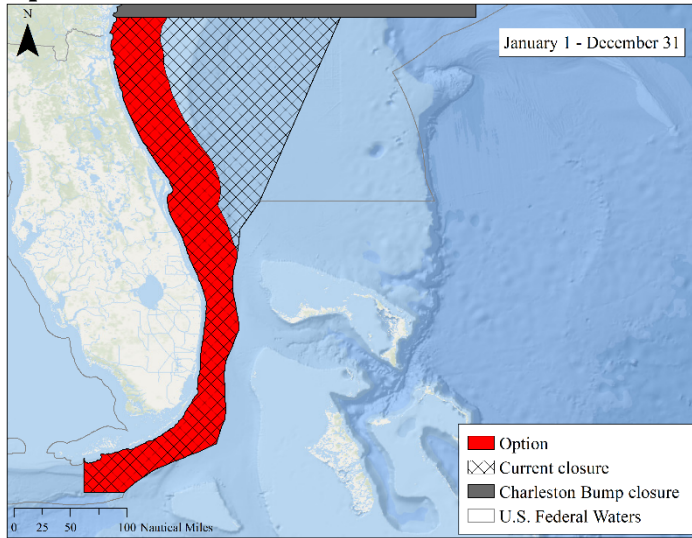 N
January 1 - December 31
Option
Current closure
Charleston Bump closure
U.S. Federal Waters
0 25 50 100 Nautical Miles